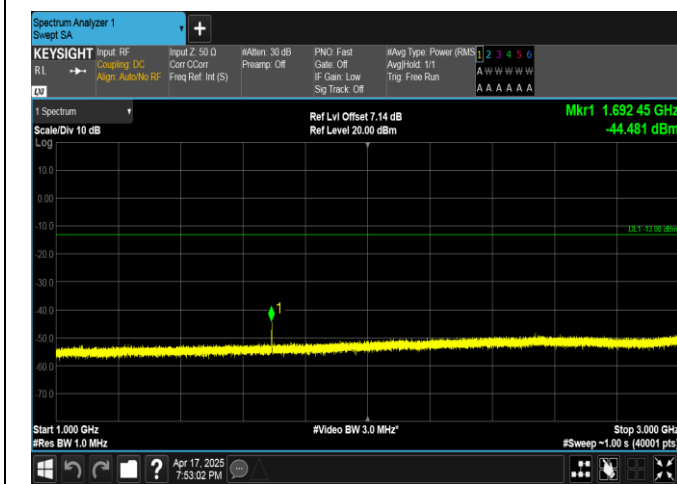 Spectrum Analyzer 1
Swept SA
+
KEYSIGHT Input: RF Input Z: 50 Ω #Atten: 30 dB PNO: Fast #Avg Type: Power (RMS 1 2 3 4 5 6
RL Coupling: DC Corr CCorr Preamp: Off Gate: Off Avg|Hold: 1/1 A W W W W W
Align: Auto/No RF Freq Ref: Int (S) IF Gain: Low Trig: Free Run
LXI Sig Track: Off A A A A A A
1 Spectrum Ref Lvl Offset 7.14 dB Mkr1 1.692 45 GHz
Scale/Div 10 dB Ref Level 20.00 dBm -44.481 dBm
Log
10.0
0.00
-10.0
DL1 -13.00 dBm
-20.0
-30.0
1
-40.0
-50.0
-60.0
-70.0
Start 1.000 GHz #Video BW 3.0 MHz* Stop 3.000 GHz
#Res BW 1.0 MHz #Sweep ~1.00 s (40001 pts)
? Apr 17, 2025
7:53:02 PM